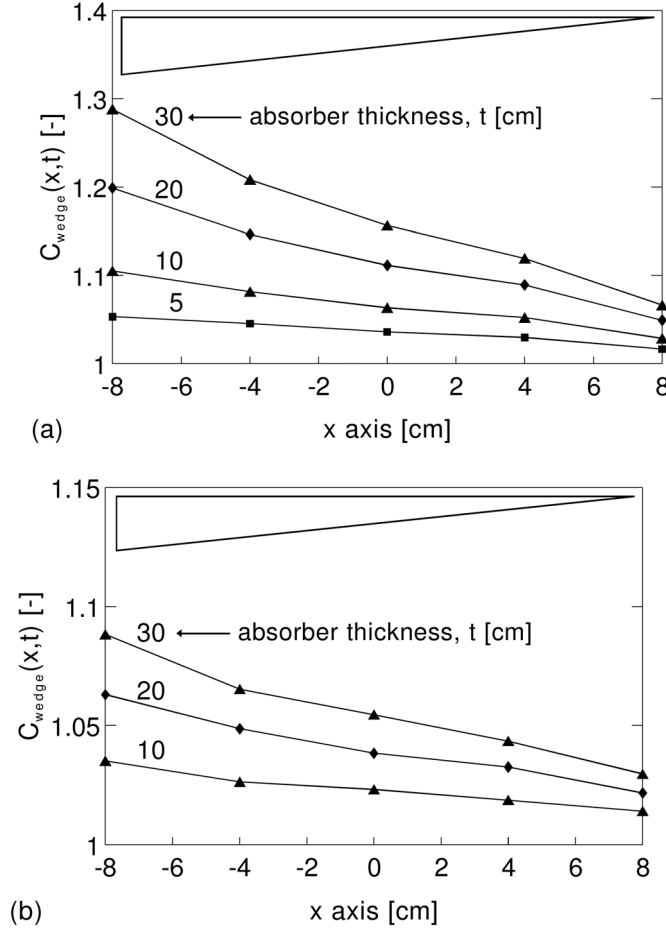 1.4
1.3
1.2
1.1
1
C wedge (x,t) [-]
30 absorber thickness, t [cm]
20
10
5
-8 -6 -4 -2 0 2 4 6 8
(a) x axis [cm]
1.15
1.1
1.05
1
C wedge (x,t) [-]
30 absorber thickness, t [cm]
20
10
-8 -6 -4 -2 0 2 4 6 8
(b) x axis [cm]